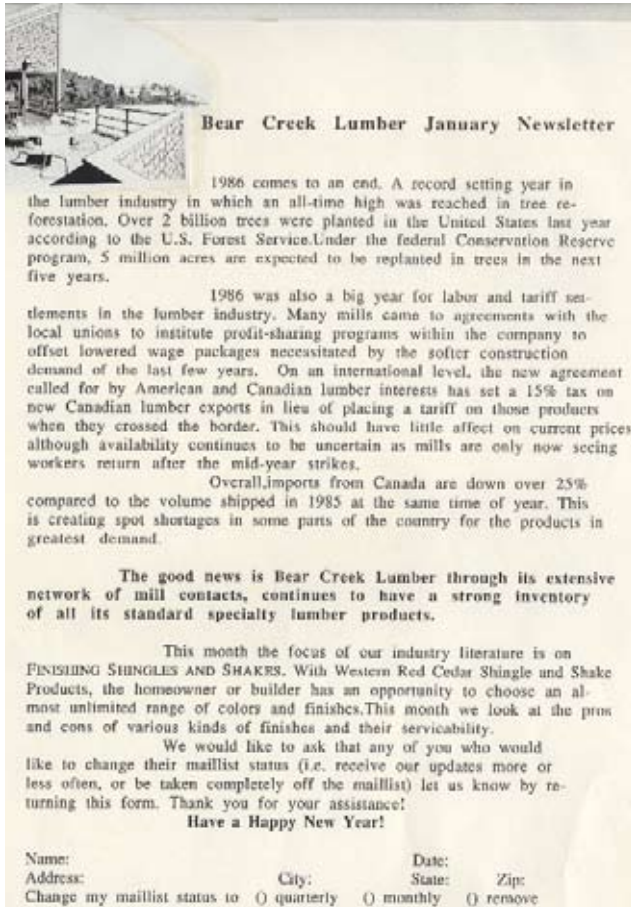 Bear Creek Lumber January Newsletter
1986 comes to an end. A record setting year in
the lumber industry in which an all-time high was reached in tree re-
forestation. Over 2 billion trees were planted in the United States last year
according to the U.S. Forest Service.Under the federal Conservation Reserve
program, 5 million acres are expected to be replanted in trees in the next
five years.
1986 was also a big year for labor and tariff set-
tlements in the lumber industry. Many mills came to agreements with the
local unions to institute profit-sharing programs within the company to
offset lowered wage packages necessitated by the softer construction
demand of the last few years. On an international level, the new agreement
called for by American and Canadian lumber interests has set a 15% tax on
new Canadian lumber exports in lieu of placing a tariff on those products
when they crossed the border. This should have little affect on current prices
although availability continues to be uncertain as mills are only now seeing
workers return after the mid-year strikes.
Overall,imports from Canada are down over 25%
compared to the volume shipped in 1985 at the same time of year. This
is creating spot shortages in some parts of the country for the products in
greatest demand.
The good news is Bear Creek Lumber through its extensive
network of mill contacts, continues to have a strong inventory
of all its standard specialty lumber products.
This month the focus of our industry literature is on
FINISHING SHINGLES AND SHAKES. With Western Red Cedar Shingle and Shake
Products, the homeowner or builder has an opportunity to choose an al-
most unlimited range of colors and finishes.This month we look at the pros
and cons of various kinds of finishes and their servicability.
We would like to ask that any of you who would
like to change their maillist status (i.e. receive our updates more or
less often, or be taken completely off the maillist) let us know by re-
turning this form. Thank you for your assistance!
Have a Happy New Year!
Name: Date:
Address: City: State: Zip:
Change my maillist status to () quarterly () monthly () remove